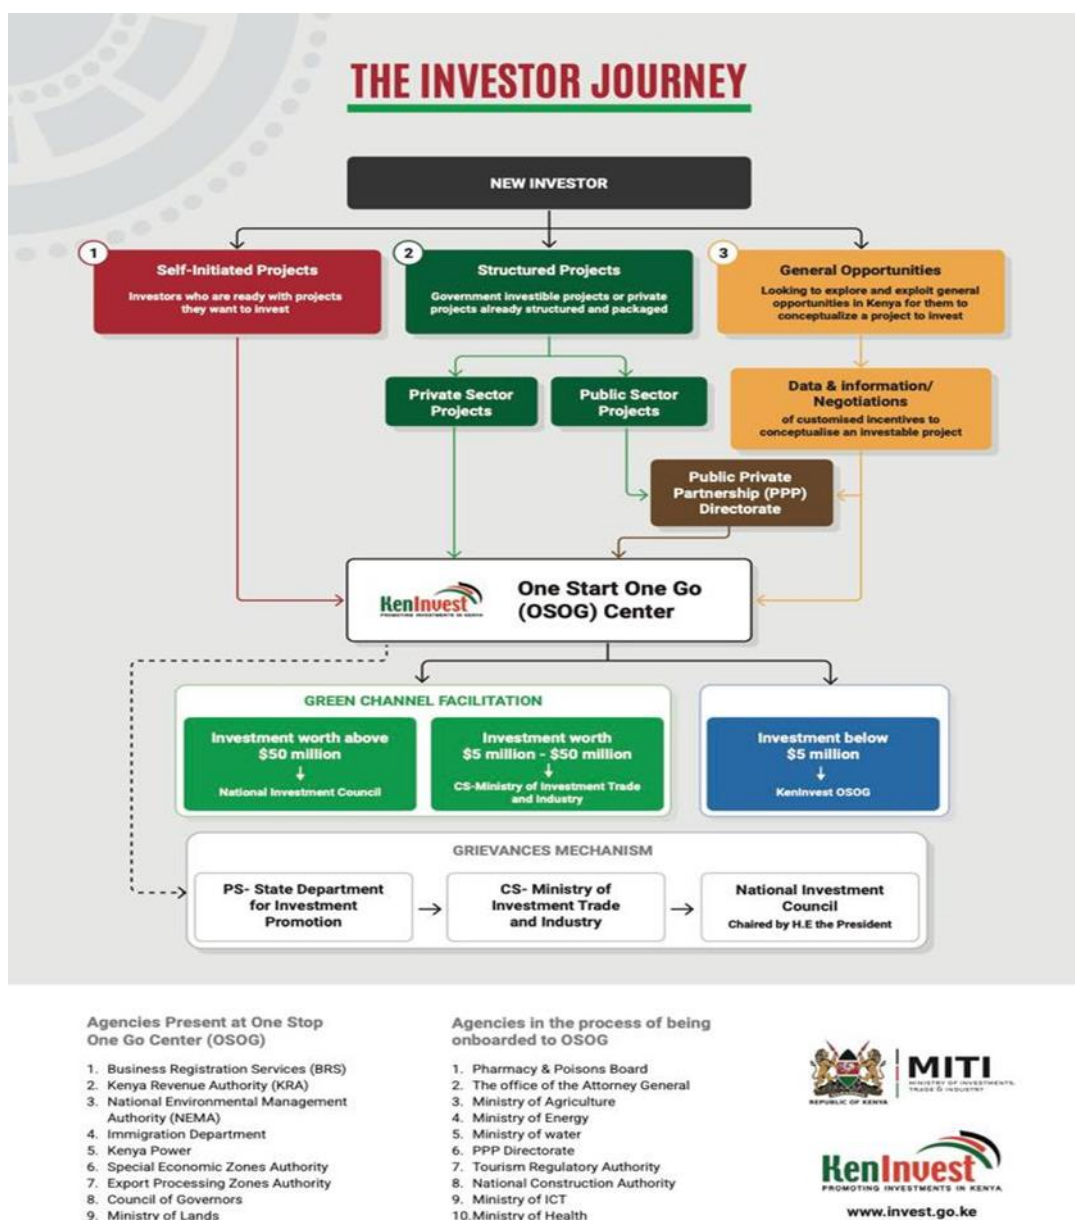 THE INVESTOR JOURNEY
NEW INVESTOR
1
Self-Initiated Projects
Investors who are ready with projects
they want to invest
2
Structured Projects
Government investible projects or private
projects already structured and packaged
3
General Opportunities
Looking to explore and exploit general
opportunities in Kenya for them to
conceptualize a project to invest
Private Sector
Projects
Public Sector
Projects
Data & information/
Negotiations
of customised incentives to
conceptualise an investable project
Public Private
Partnership (PPP)
Directorate
KenInvest
PROMOTING INVESTMENTS IN KENYA
One Start One Go
(OSOG) Center
GREEN CHANNEL FACILITATION
Investment worth above
$50 million
National Investment Council
Investment worth
$5 million - $50 million
CS-Ministry of Investment Trade
and Industry
Investment below
$5 million
KenInvest OSOG
GRIEVANCES MECHANISM
PS- State Department
for Investment
Promotion
CS- Ministry of
Investment Trade
and Industry
National Investment
Council
Chaired by H.E the President
Agencies Present at One Stop
One Go Center (OSOG)
1. Business Registration Services (BRS)
2. Kenya Revenue Authority (KRA)
3. National Environmental Management
Authority (NEMA)
4. Immigration Department
5. Kenya Power
6. Special Economic Zones Authority
7. Export Processing Zones Authority
8. Council of Governors
9. Ministry of Lands
Agencies in the process of being
onboarded to OSOG
1. Pharmacy & Poisons Board
2. The office of the Attorney General
3. Ministry of Agriculture
4. Ministry of Energy
5. Ministry of water
6. PPP Directorate
7. Tourism Regulatory Authority
8. National Construction Authority
9. Ministry of ICT
10.Ministry of Health
REPUBLIC OF KENYA
MITI
MINISTRY OF INVESTMENTS,
TRADE & INDUSTRY
KenInvest
PROMOTING INVESTMENTS IN KENYA
www.invest.go.ke